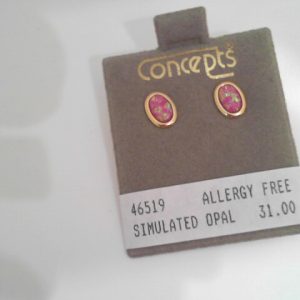 Concepts
46519 ALLERGY FREE
SIMULATED OPAL 31.00